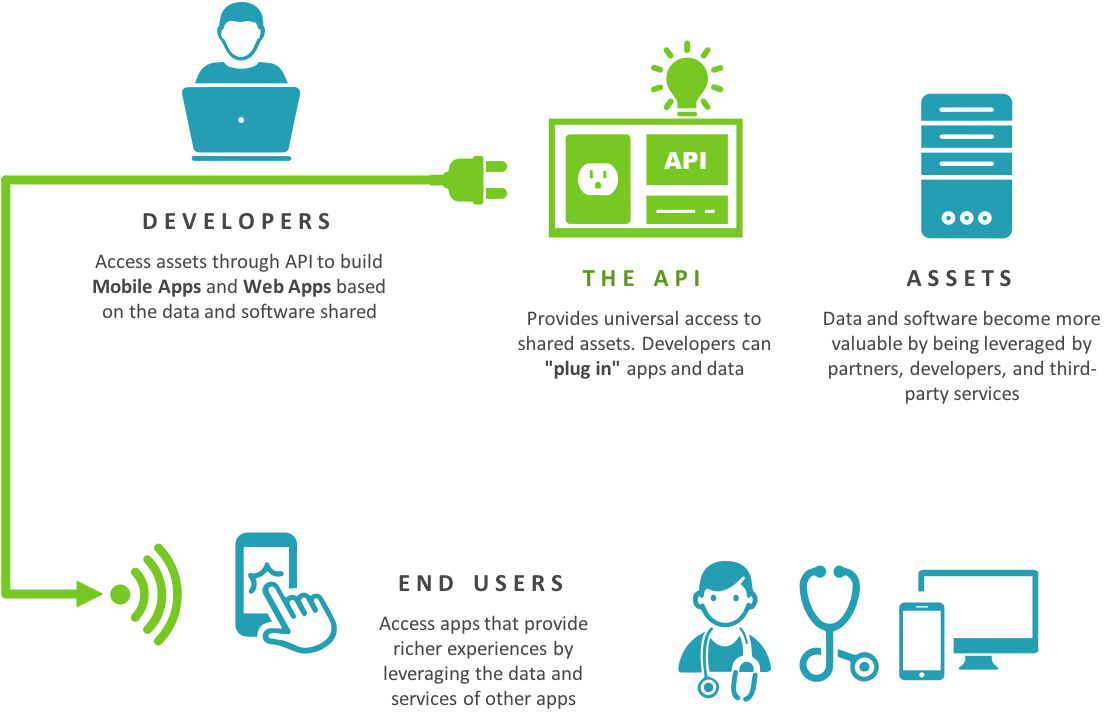 DEVELOPERS
Access assets through API to build
Mobile Apps and Web Apps based
on the data and software shared
API
THE API
Provides universal access to
shared assets. Developers can
"plug in" apps and data
ASSETS
Data and software become more
valuable by being leveraged by
partners, developers, and third-
party services
END USERS
Access apps that provide
richer experiences by
leveraging the data and
services of other apps